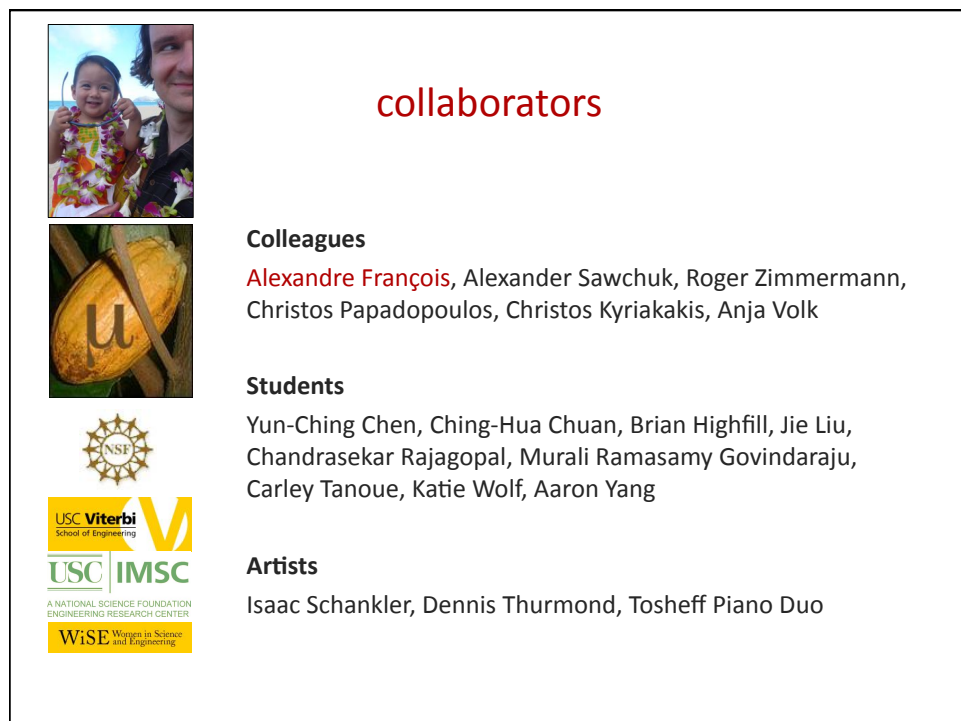 collaborators
Colleagues
Alexandre François, Alexander Sawchuk, Roger Zimmermann,
Christos Papadopoulos, Christos Kyriakakis, Anja Volk
Students
Yun-Ching Chen, Ching-Hua Chuan, Brian Highfill, Jie Liu,
Chandrasekar Rajagopal, Murali Ramasamy Govindaraju,
Carley Tanoue, Katie Wolf, Aaron Yang
Artists
Isaac Schankler, Dennis Thurmond, Tosheff Piano Duo
μ
NSF
USC Viterbi
School of Engineering
USC IMSC
A NATIONAL SCIENCE FOUNDATION
ENGINEERING RESEARCH CENTER
WiSE Women in Science
and Engineering